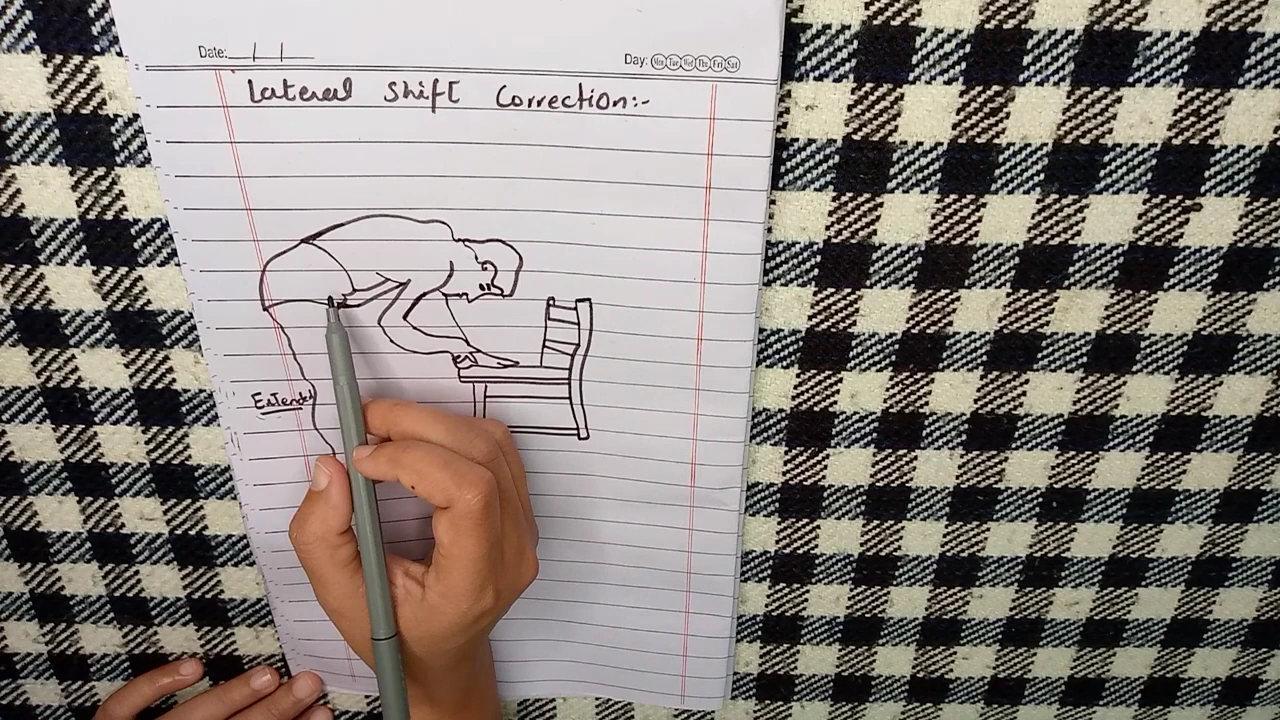 Date: | |
Day: Mon Tue Wed Thu Fri Sat
Lateral Shift Correction:-
Extended